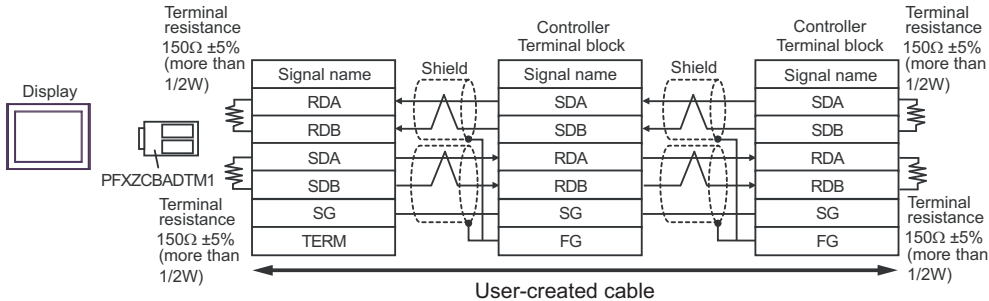 Display
PFXZCBADTM1
Terminal
resistance
150Ω ±5%
(more than
1/2W)
Terminal
resistance
150Ω ±5%
(more than
1/2W)
Signal name
RDA
RDB
SDA
SDB
SG
TERM
Shield
Controller
Terminal block
Signal name
SDA
SDB
RDA
RDB
SG
FG
Shield
Controller
Terminal block
Signal name
SDA
SDB
RDA
RDB
SG
FG
Terminal
resistance
150Ω ±5%
(more than
1/2W)
Terminal
resistance
150Ω ±5%
(more than
1/2W)
User-created cable